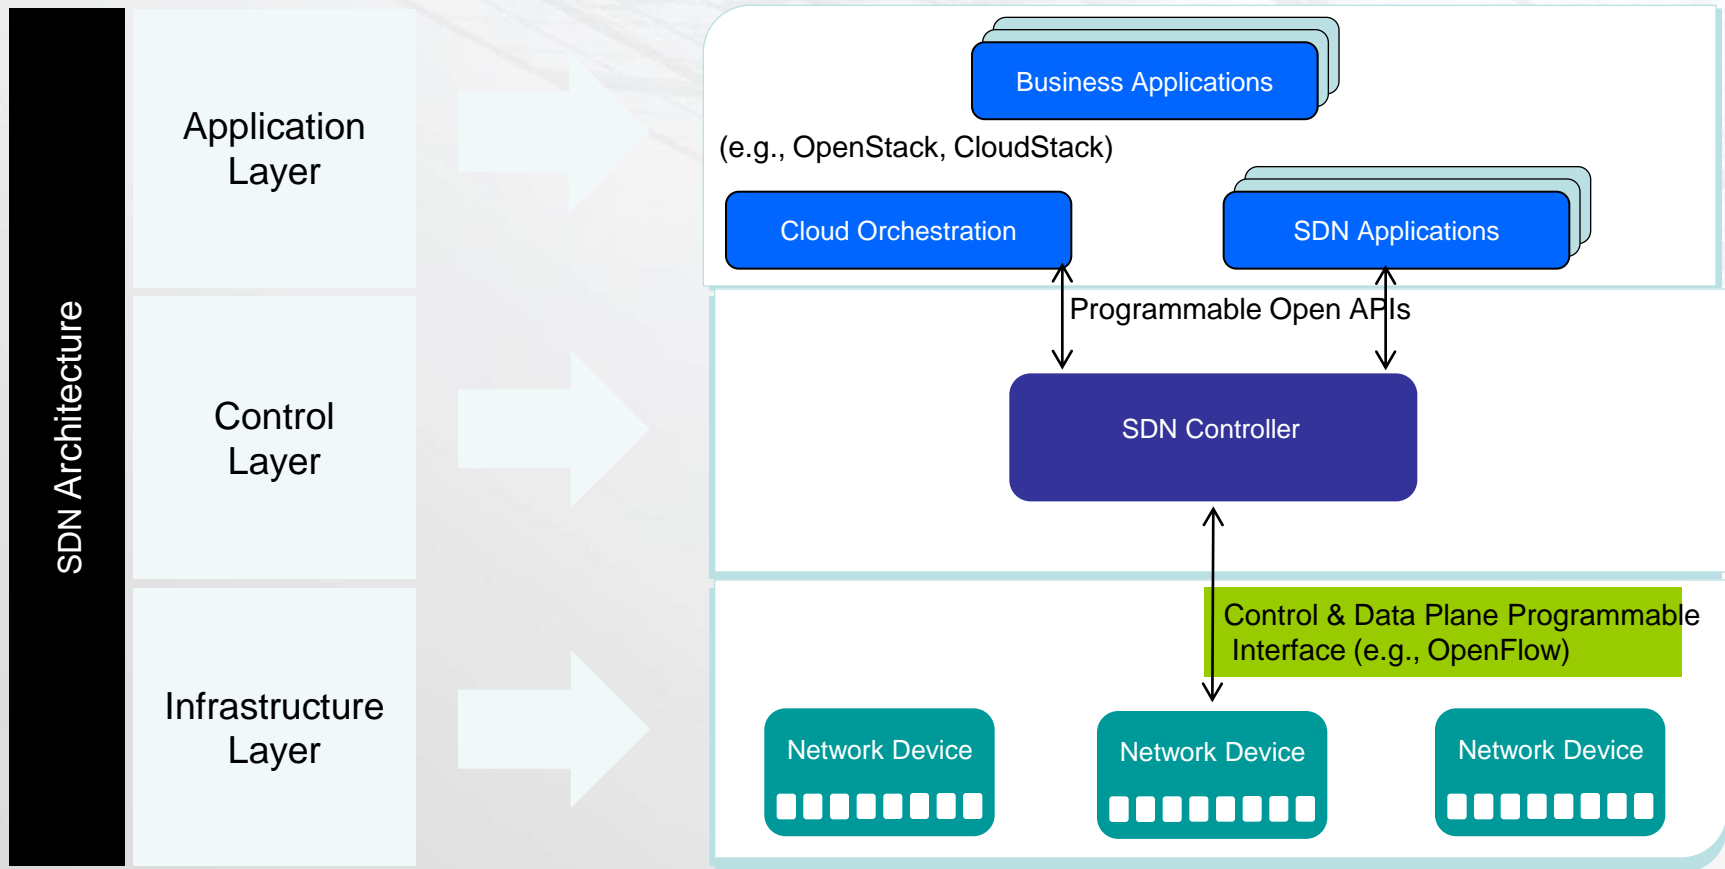 SDN Architecture
Application
Layer
Business Applications
(e.g., OpenStack, CloudStack)
Cloud Orchestration
SDN Applications
Programmable Open APIs
Control
Layer
SDN Controller
Control & Data Plane Programmable
Interface (e.g., OpenFlow)
Infrastructure
Layer
Network Device
Network Device
Network Device